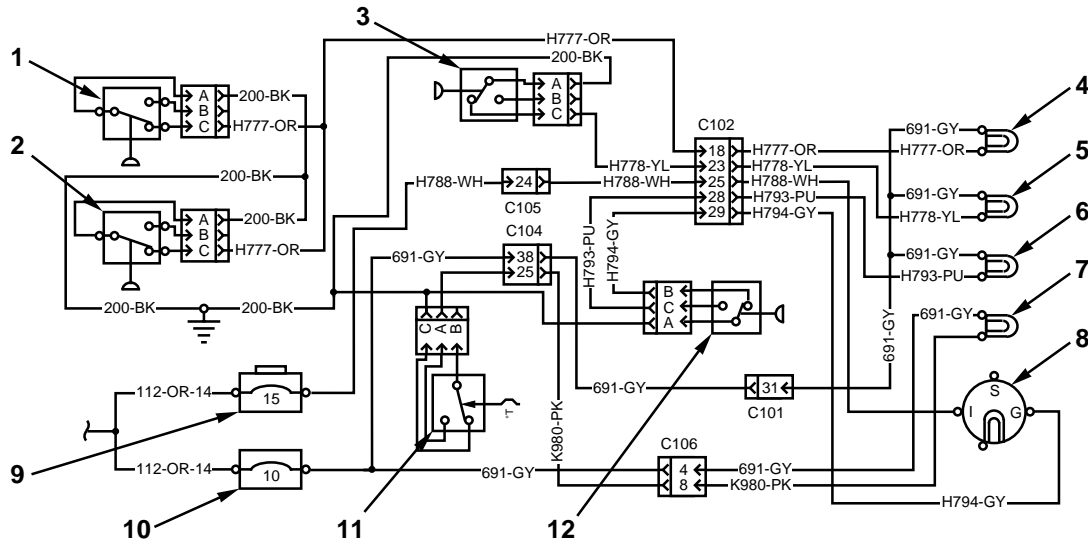 H777-OR
200-BK
3
1
A
B
C
200-BK
H777-OR
A
B
C
C102
4
691-GY
H777-OR
18
H777-OR
2
200-BK
H778-YL
23
H778-YL
5
H788-WH
24
H788-WH
25
H788-WH
691-GY
H778-YL
28
H793-PU
C105
29
H794-GY
6
A
B
C
200-BK
H777-OR
C104
691-GY
38
25
H793-PU
H794-GY
691-GY
H793-PU
7
B
C
A
200-BK
200-BK
691-GY
8
C
A
B
691-GY
112-OR-14
15
691-GY
31
C101
S
I
G
T
K980-PK
9
C106
112-OR-14
10
691-GY
4
8
691-GY
K980-PK
H794-GY
10
11
12